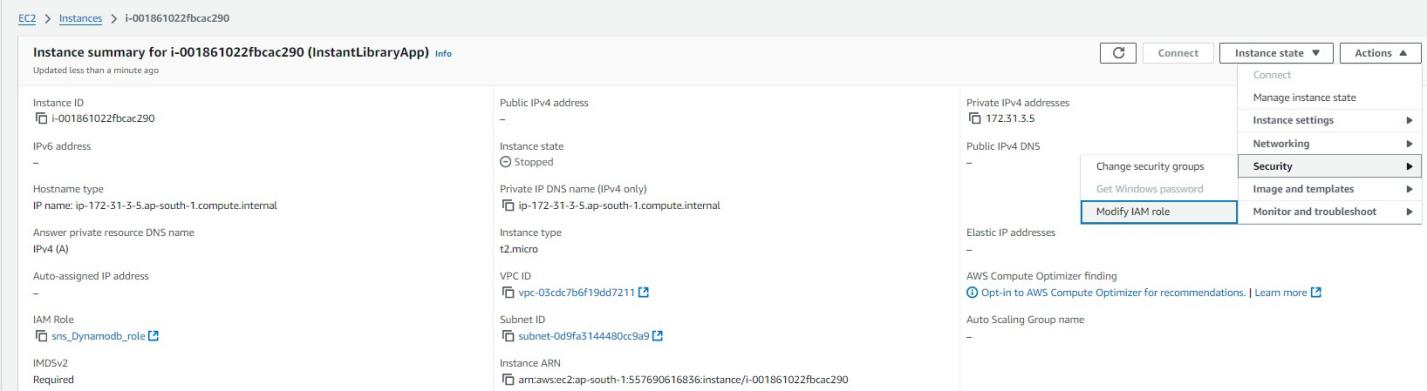 EC2 > Instances > i-001861022fbcac290
Instance summary for i-001861022fbcac290 (InstantLibraryApp) Info
Updated less than a minute ago
Connect
Instance state ▼
Actions ▲
Connect
Manage instance state
Instance settings
Networking
Security
Image and templates
Monitor and troubleshoot
Change security groups
Get Windows password
Modify IAM role
Instance ID
i-001861022fbcac290
Public IPv4 address
–
Private IPv4 addresses
172.31.3.5
IPv6 address
–
Instance state
Stopped
Public IPv4 DNS
–
Hostname type
IP name: ip-172-31-3-5.ap-south-1.compute.internal
Private IP DNS name (IPv4 only)
ip-172-31-3-5.ap-south-1.compute.internal
Answer private resource DNS name
IPv4 (A)
Instance type
t2.micro
Elastic IP addresses
–
Auto-assigned IP address
–
VPC ID
vpc-03cdc7b6f19dd7211
AWS Compute Optimizer finding
Opt-in to AWS Compute Optimizer for recommendations. | Learn more
IAM Role
sns_Dynamodb_role
Subnet ID
subnet-0d9fa3144480cc9a9
Auto Scaling Group name
–
IMDSv2
Required
Instance ARN
arn:aws:ec2:ap-south-1:557690616836:instance/i-001861022fbcac290